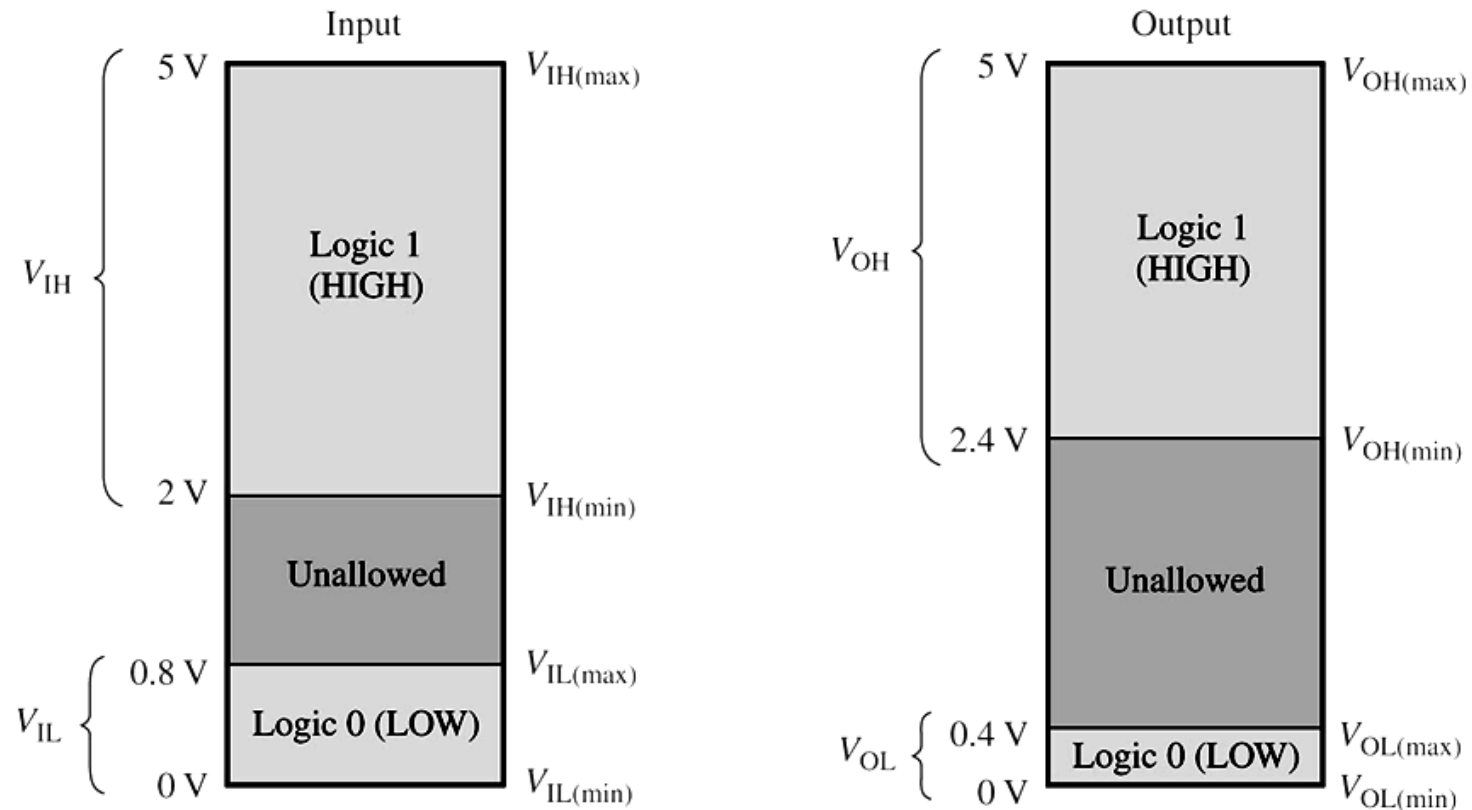 Input
5 V
V_IH(max)
V_IH
Logic 1
(HIGH)
2 V
V_IH(min)
Unallowed
0.8 V
V_IL(max)
V_IL
Logic 0 (LOW)
0 V
V_IL(min)
Output
5 V
V_OH(max)
V_OH
Logic 1
(HIGH)
2.4 V
V_OH(min)
Unallowed
V_OL
0.4 V
V_OL(max)
Logic 0 (LOW)
0 V
V_OL(min)